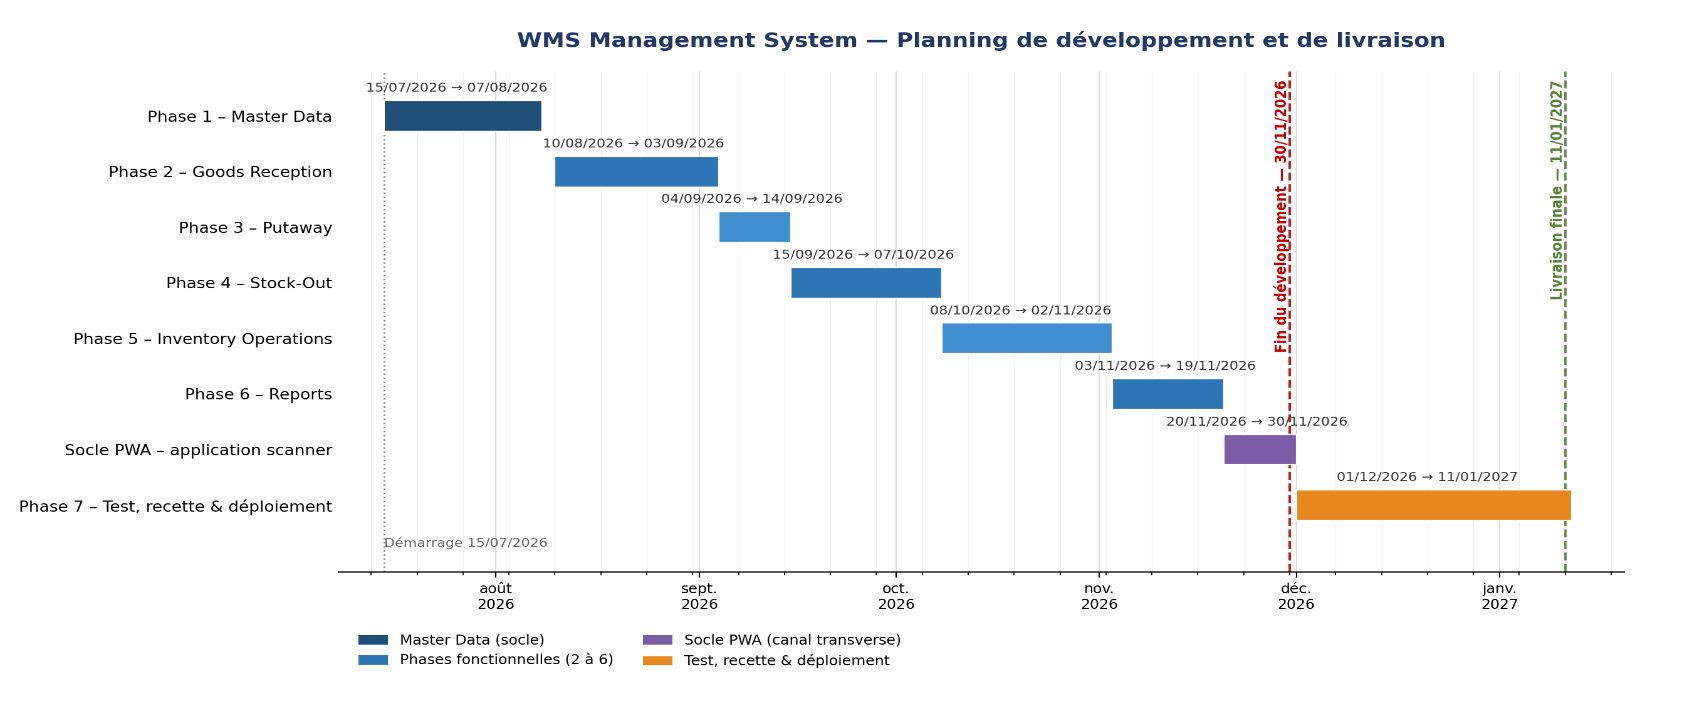 WMS Management System — Planning de développement et de livraison
15/07/2026 → 07/08/2026
Phase 1 – Master Data
10/08/2026 → 03/09/2026
Phase 2 – Goods Reception
04/09/2026 → 14/09/2026
Phase 3 – Putaway
15/09/2026 → 07/10/2026
Phase 4 – Stock-Out
08/10/2026 → 02/11/2026
Phase 5 – Inventory Operations
03/11/2026 → 19/11/2026
Phase 6 – Reports
20/11/2026 → 30/11/2026
Socle PWA – application scanner
01/12/2026 → 11/01/2027
Phase 7 – Test, recette & déploiement
Fin du développement — 30/11/2026
Livraison finale — 11/01/2027
Démarrage 15/07/2026
août
2026
sept.
2026
oct.
2026
nov.
2026
déc.
2026
janv.
2027
Master Data (socle)
Phases fonctionnelles (2 à 6)
Socle PWA (canal transverse)
Test, recette & déploiement